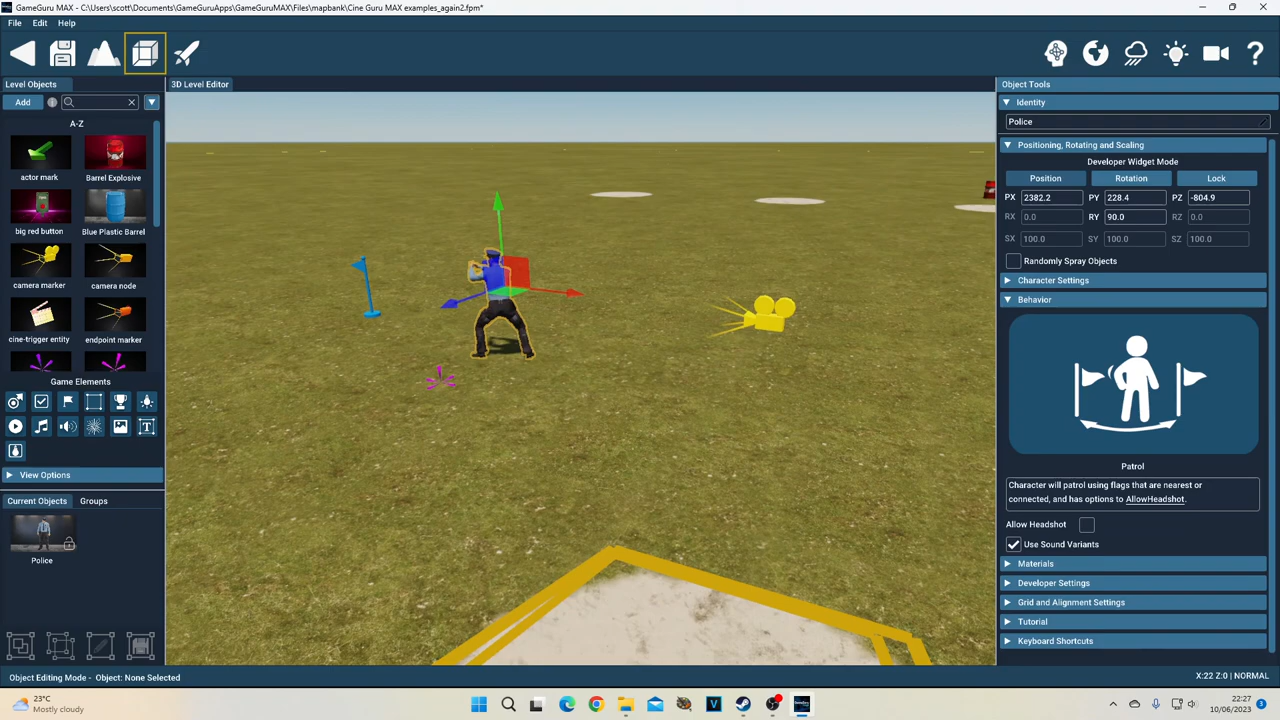 GameGuru MAX - C:\Users\scott\Documents\GameGuruApps\GameGuruMAX\Files\mapbank\Cine Guru MAX examples_again2.fpm*
File Edit Help
Level Objects
Add
A-Z
actor mark Barrel Explosive
big red button Blue Plastic Barrel
camera marker camera node
cine-trigger entity endpoint marker
Game Elements
View Options
Current Objects Groups
Police
3D Level Editor
Object Tools
Identity
Police
Positioning, Rotating and Scaling
Developer Widget Mode
Position Rotation Lock
PX 2382.2 PY 228.4 PZ -804.9
RX 0.0 RY 90.0 RZ 0.0
SX 100.0 SY 100.0 SZ 100.0
Randomly Spray Objects
Character Settings
Behavior
Patrol
Character will patrol using flags that are nearest or
connected, and has options to AllowHeadshot.
Allow Headshot
Use Sound Variants
Materials
Developer Settings
Grid and Alignment Settings
Tutorial
Keyboard Shortcuts
Object Editing Mode - Object: None Selected
X:22 Z:0 | NORMAL
23°C
Mostly cloudy
22:27
10/06/2023
3